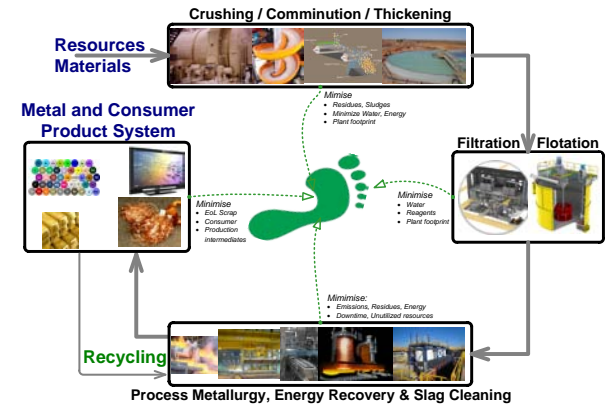 Crushing / Comminution / Thickening
Resources
Materials
Mimise
• Residues, Sludges
• Minimize Water, Energy
• Plant footprint
Metal and Consumer
Product System
Filtration
Flotation
Minimise
• EoL Scrap
• Consumer
• Production
intermediates
Minimise
• Water
• Reagents
• Plant footprint
Mimimise:
• Emissions, Residues, Energy
• Downtime, Unutilized resources
Recycling
Process Metallurgy, Energy Recovery & Slag Cleaning